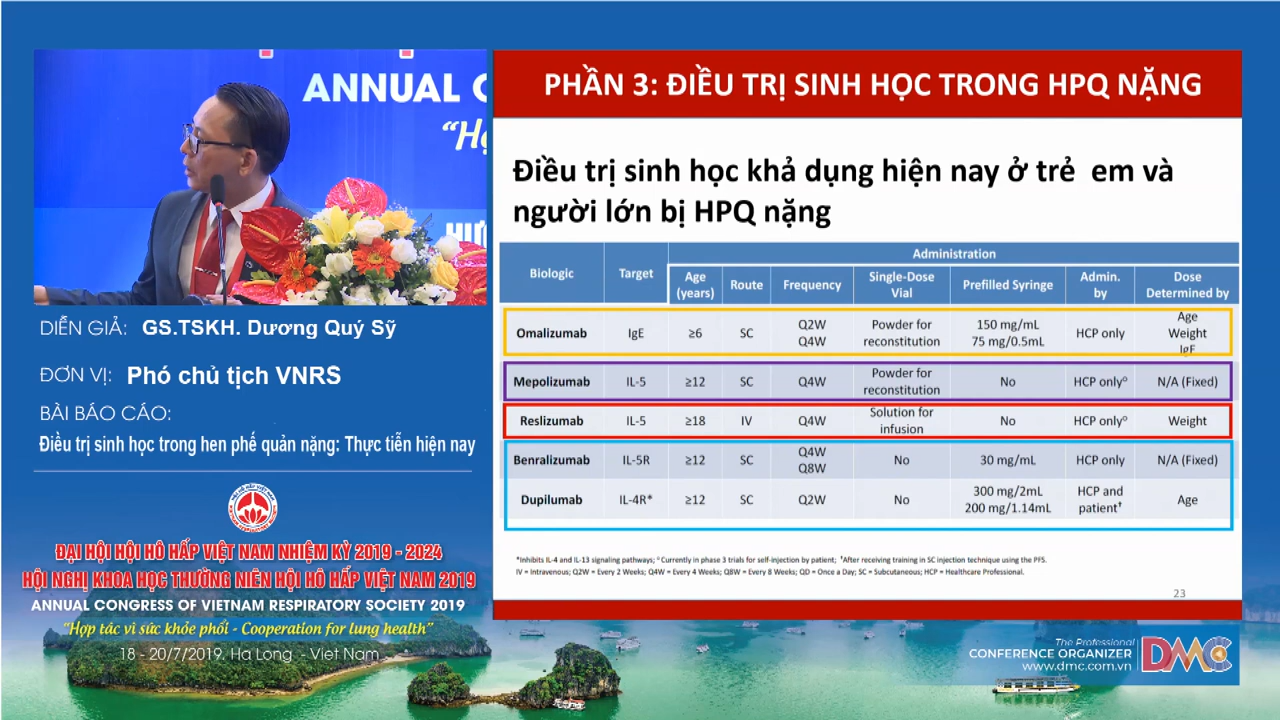 ANNUAL C
“Hợ
HƯ
DIỄN GIẢ: GS.TSKH. Dương Quý Sỹ
ĐƠN VỊ: Phó chủ tịch VNRS
BÀI BÁO CÁO:
Điều trị sinh học trong hen phế quản nặng: Thực tiễn hiện nay
ĐẠI HỘI HỘI HÔ HẤP VIỆT NAM NHIỆM KỲ 2019 - 2024
HỘI NGHỊ KHOA HỌC THƯỜNG NIÊN HỘI HÔ HẤP VIỆT NAM 2019
ANNUAL CONGRESS OF VIETNAM RESPIRATORY SOCIETY 2019
“Hợp tác vì sức khỏe phổi - Cooperation for lung health”
18 - 20/7/2019. Ha Long - Viet Nam
PHẦN 3: ĐIỀU TRỊ SINH HỌC TRONG HPQ NẶNG
Điều trị sinh học khả dụng hiện nay ở trẻ em và
người lớn bị HPQ nặng
Administration
Biologic Target Age (years) Route Frequency Single-Dose Vial Prefilled Syringe Admin. by Dose Determined by
Omalizumab IgE ≥6 SC Q2W Q4W Powder for reconstitution 150 mg/mL 75 mg/0.5mL HCP only Age Weight IgE
Mepolizumab IL-5 ≥12 SC Q4W Powder for reconstitution No HCP only° N/A (Fixed)
Reslizumab IL-5 ≥18 IV Q4W Solution for infusion No HCP only° Weight
Benralizumab IL-5R ≥12 SC Q4W Q8W No 30 mg/mL HCP only N/A (Fixed)
Dupilumab IL-4R* ≥12 SC Q2W No 300 mg/2mL 200 mg/1.14mL HCP and patient† Age
*Inhibits IL-4 and IL-13 signaling pathways; °Currently in phase 3 trials for self-injection by patient; †After receiving training in SC injection technique using the PFS.
IV = Intravenous; Q2W = Every 2 Weeks; Q4W = Every 4 Weeks; Q8W = Every 8 Weeks; QD = Once a Day; SC = Subcutaneous; HCP = Healthcare Professional.
23
The Professional
CONFERENCE ORGANIZER
www.dmc.com.vn
DMC